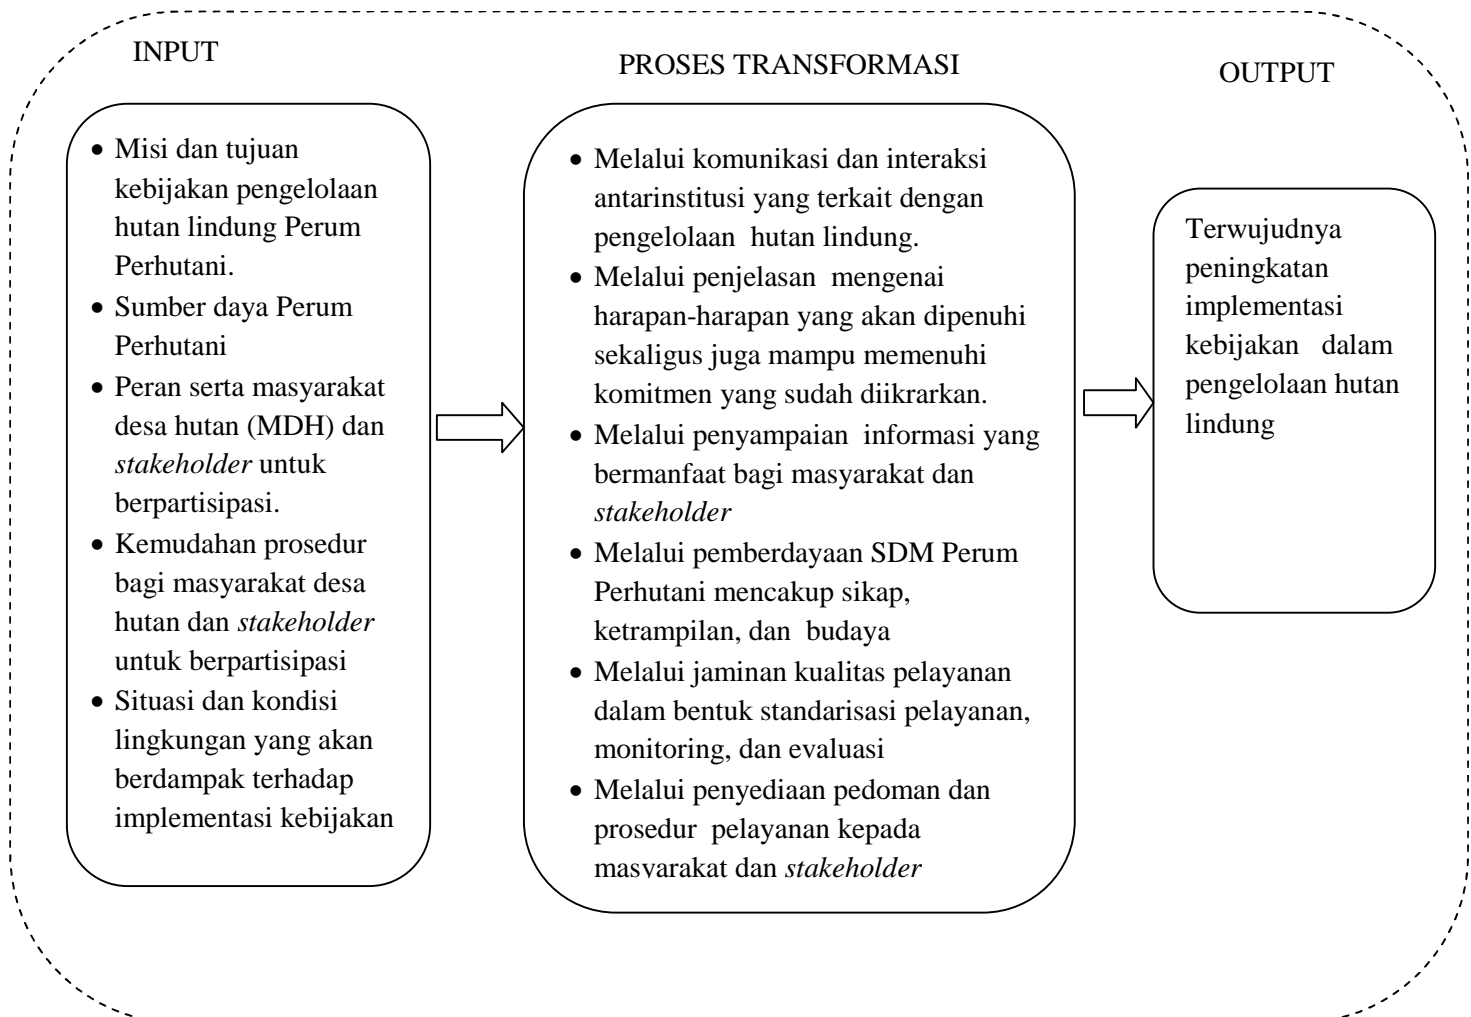 INPUT
• Misi dan tujuan
kebijakan pengelolaan
hutan lindung Perum
Perhutani.
• Sumber daya Perum
Perhutani
• Peran serta masyarakat
desa hutan (MDH) dan
stakeholder untuk
berpartisipasi.
• Kemudahan prosedur
bagi masyarakat desa
hutan dan stakeholder
untuk berpartisipasi
• Situasi dan kondisi
lingkungan yang akan
berdampak terhadap
implementasi kebijakan
PROSES TRANSFORMASI
• Melalui komunikasi dan interaksi
antarinstitusi yang terkait dengan
pengelolaan hutan lindung.
• Melalui penjelasan mengenai
harapan-harapan yang akan dipenuhi
sekaligus juga mampu memenuhi
komitmen yang sudah diikrarkan.
• Melalui penyampaian informasi yang
bermanfaat bagi masyarakat dan
stakeholder
• Melalui pemberdayaan SDM Perum
Perhutani mencakup sikap,
ketrampilan, dan budaya
• Melalui jaminan kualitas pelayanan
dalam bentuk standarisasi pelayanan,
monitoring, dan evaluasi
• Melalui penyediaan pedoman dan
prosedur pelayanan kepada
masyarakat dan stakeholder
OUTPUT
Terwujudnya
peningkatan
implementasi
kebijakan dalam
pengelolaan hutan
lindung